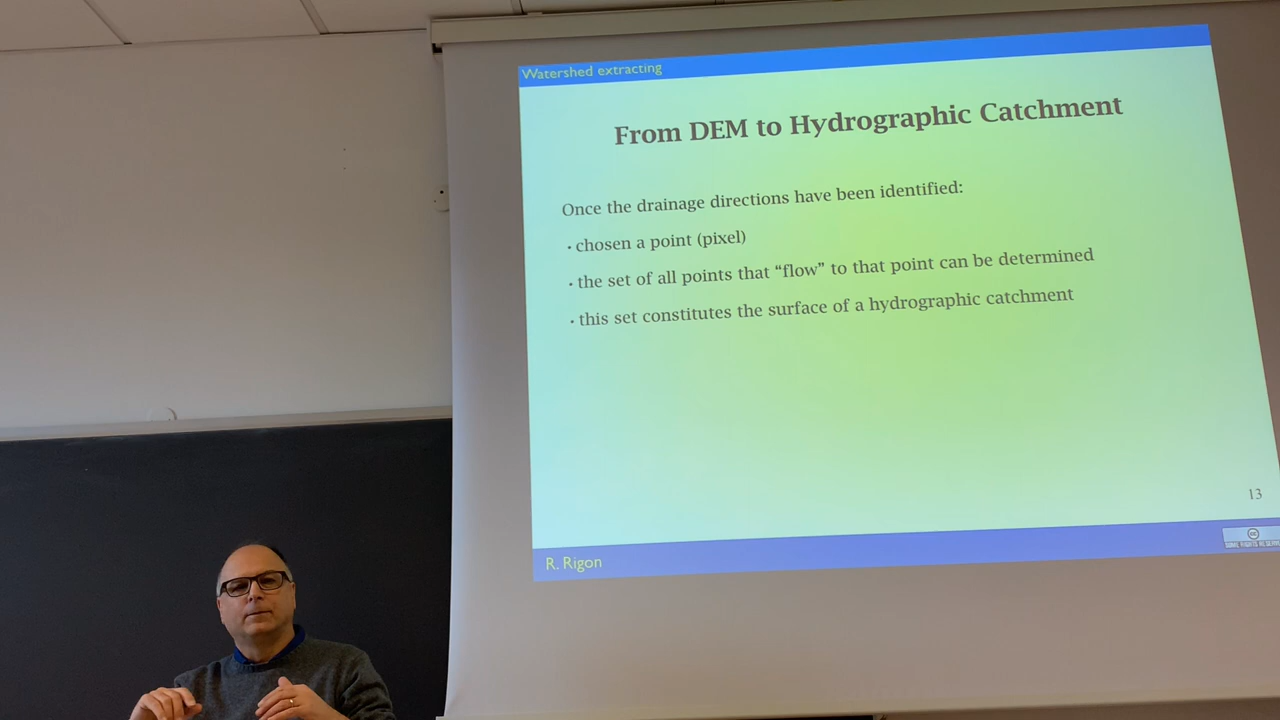 Watershed extracting
From DEM to Hydrographic Catchment
Once the drainage directions have been identified:
· chosen a point (pixel)
· the set of all points that “flow” to that point can be determined
· this set constitutes the surface of a hydrographic catchment
13
R. Rigon
cc